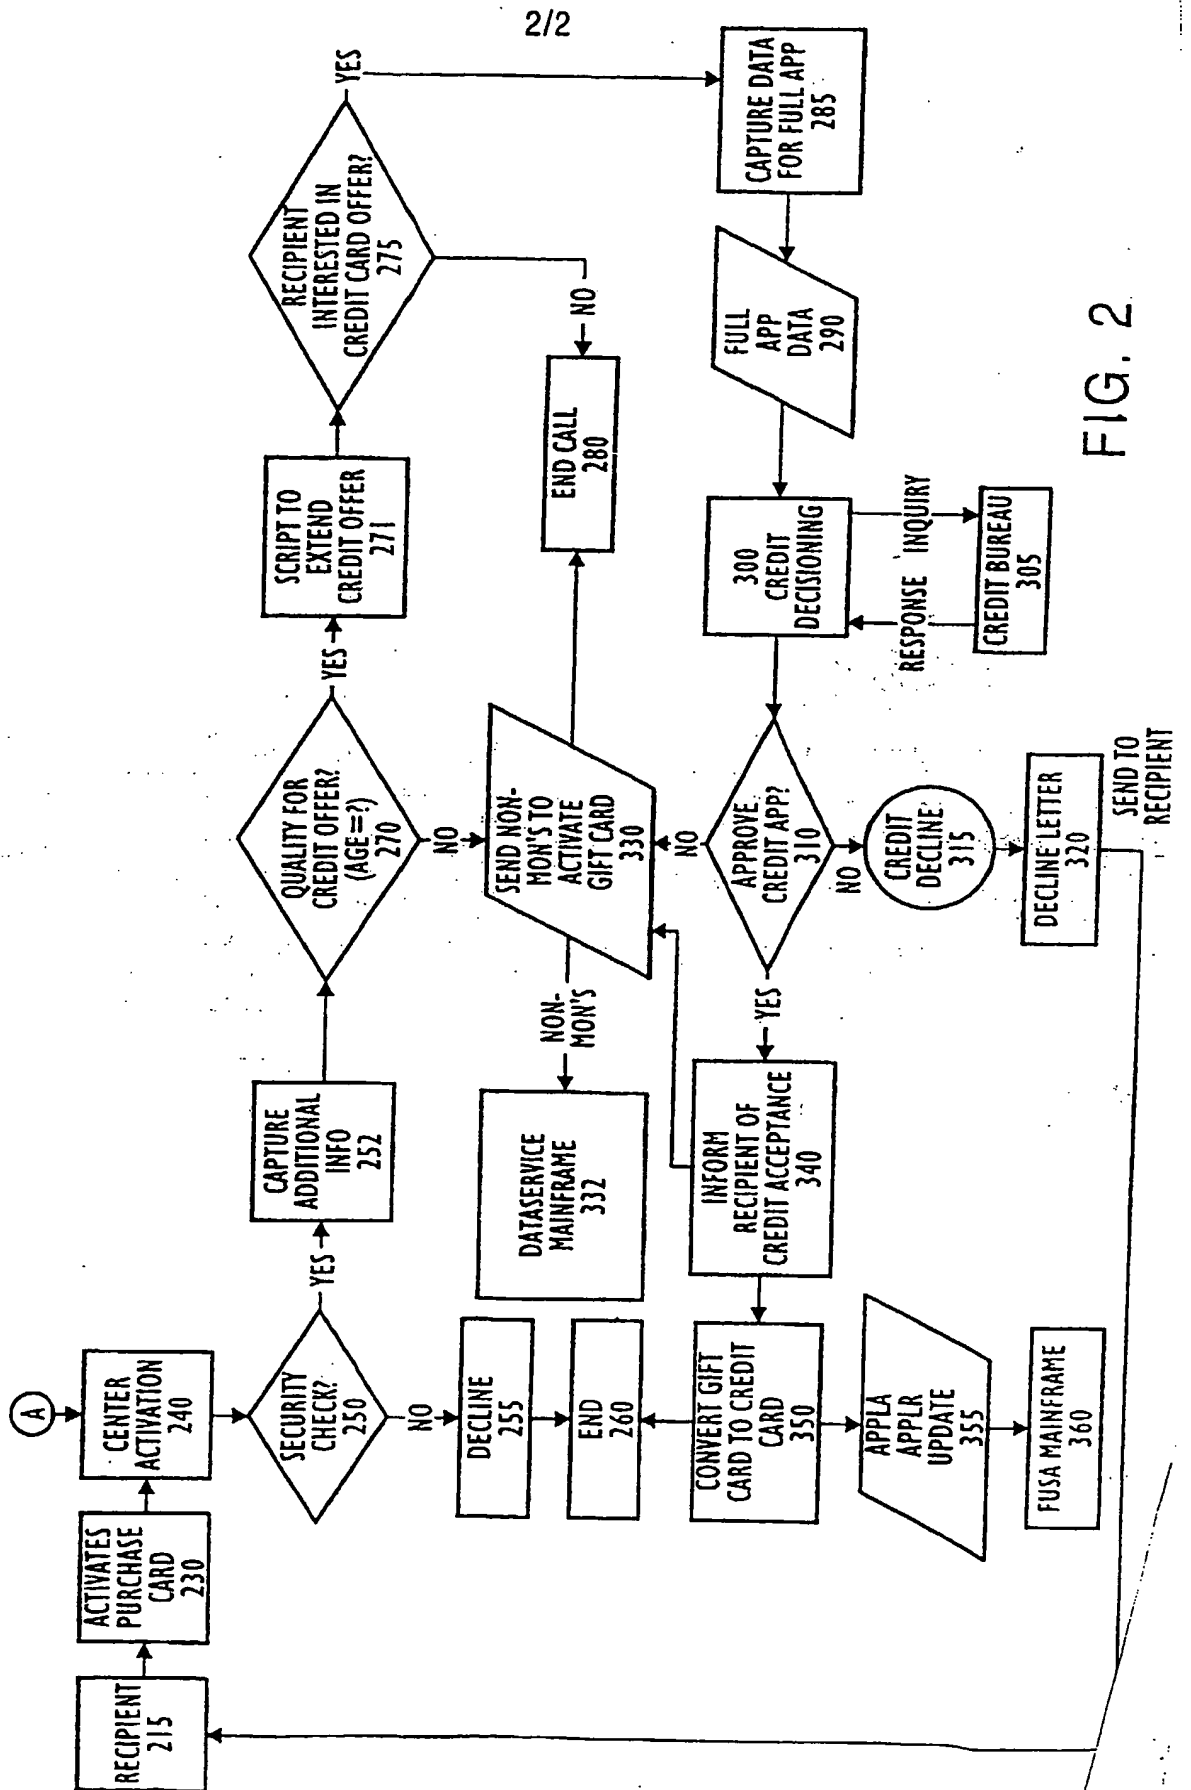 2/2
A
RECIPIENT
215
ACTIVATES
PURCHASE
CARD
230
CENTER
ACTIVATION
240
SECURITY
CHECK?
250
YES
NO
CAPTURE
ADDITIONAL
INFO
252
QUALITY FOR
CREDIT OFFER?
(AGE=?)
270
YES
NO
SCRIPT TO
EXTEND
CREDIT OFFER
271
RECIPIENT
INTERESTED IN
CREDIT CARD OFFER?
275
YES
NO
DECLINE
255
END
260
DATASERVICE
MAINFRAME
332
NON-
MON'S
SEND NON-
MON'S TO
ACTIVATE
GIFT CARD
330
END CALL
280
CONVERT GIFT
CARD TO CREDIT
CARD
350
INFORM
RECIPIENT OF
CREDIT ACCEPTANCE
340
YES
APPROVE
CREDIT APP?
310
NO
NO
300
CREDIT
DECISIONING
FULL
APP
DATA
290
CAPTURE DATA
FOR FULL APP
285
APPLA
APPLR
UPDATE
355
CREDIT
DECLINE
315
RESPONSE
INQUIRY
FUSA MAINFRAME
360
DECLINE LETTER
320
CREDIT BUREAU
305
SEND TO
RECIPIENT
FIG. 2